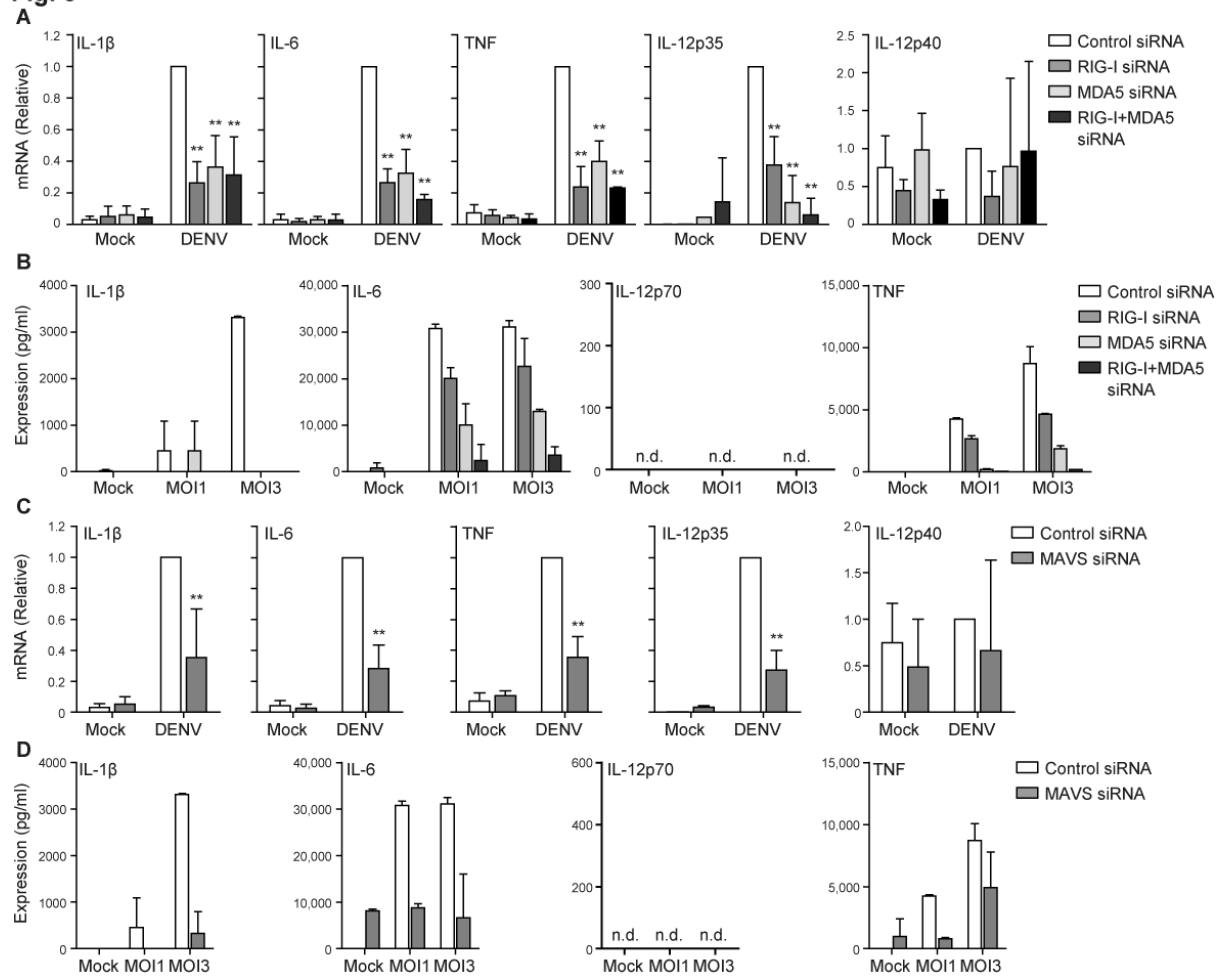 A
IL-1β
IL-6
TNF
IL-12p35
IL-12p40
mRNA (Relative)
1.2
1.0
0.8
0.6
0.4
0.2
0
2.5
2.0
1.5
1.0
0.5
0
** ** **
** ** **
** ** **
** ** **
Mock DENV
Mock DENV
Mock DENV
Mock DENV
Mock DENV
Control siRNA
RIG-I siRNA
MDA5 siRNA
RIG-I+MDA5
siRNA
B
IL-1β
IL-6
IL-12p70
TNF
Expression (pg/ml)
4000
3000
2000
1000
0
40,000
30,000
20,000
10,000
0
300
200
100
0
15,000
10,000
5,000
0
n.d. n.d. n.d.
Mock MOI1 MOI3
Mock MOI1 MOI3
Mock MOI1 MOI3
Mock MOI1 MOI3
Control siRNA
RIG-I siRNA
MDA5 siRNA
RIG-I+MDA5
siRNA
C
IL-1β
IL-6
TNF
IL-12p35
IL-12p40
mRNA (Relative)
1.2
1.0
0.8
0.6
0.4
0.2
0
2.0
1.5
1.0
0.5
0
**
**
**
**
Mock DENV
Mock DENV
Mock DENV
Mock DENV
Mock DENV
Control siRNA
MAVS siRNA
D
IL-1β
IL-6
IL-12p70
TNF
Expression (pg/ml)
4000
3000
2000
1000
0
40,000
30,000
20,000
10,000
0
600
400
200
0
15,000
10,000
5,000
0
n.d. n.d. n.d.
Mock MOI1 MOI3
Mock MOI1 MOI3
Mock MOI1 MOI3
Mock MOI1 MOI3
Control siRNA
MAVS siRNA